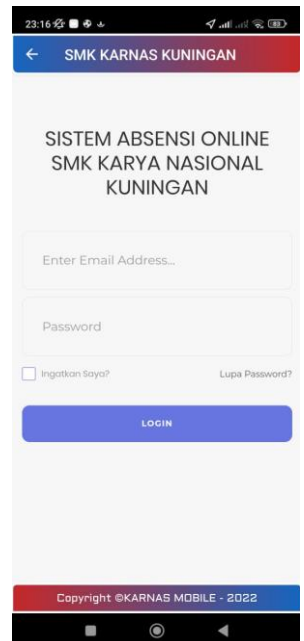 23:16
83
SMK KARNAS KUNINGAN
SISTEM ABSENSI ONLINE
SMK KARYA NASIONAL
KUNINGAN
Enter Email Address...
Password
Ingatkan Saya?
Lupa Password?
LOGIN
Copyright ©KARNAS MOBILE - 2022